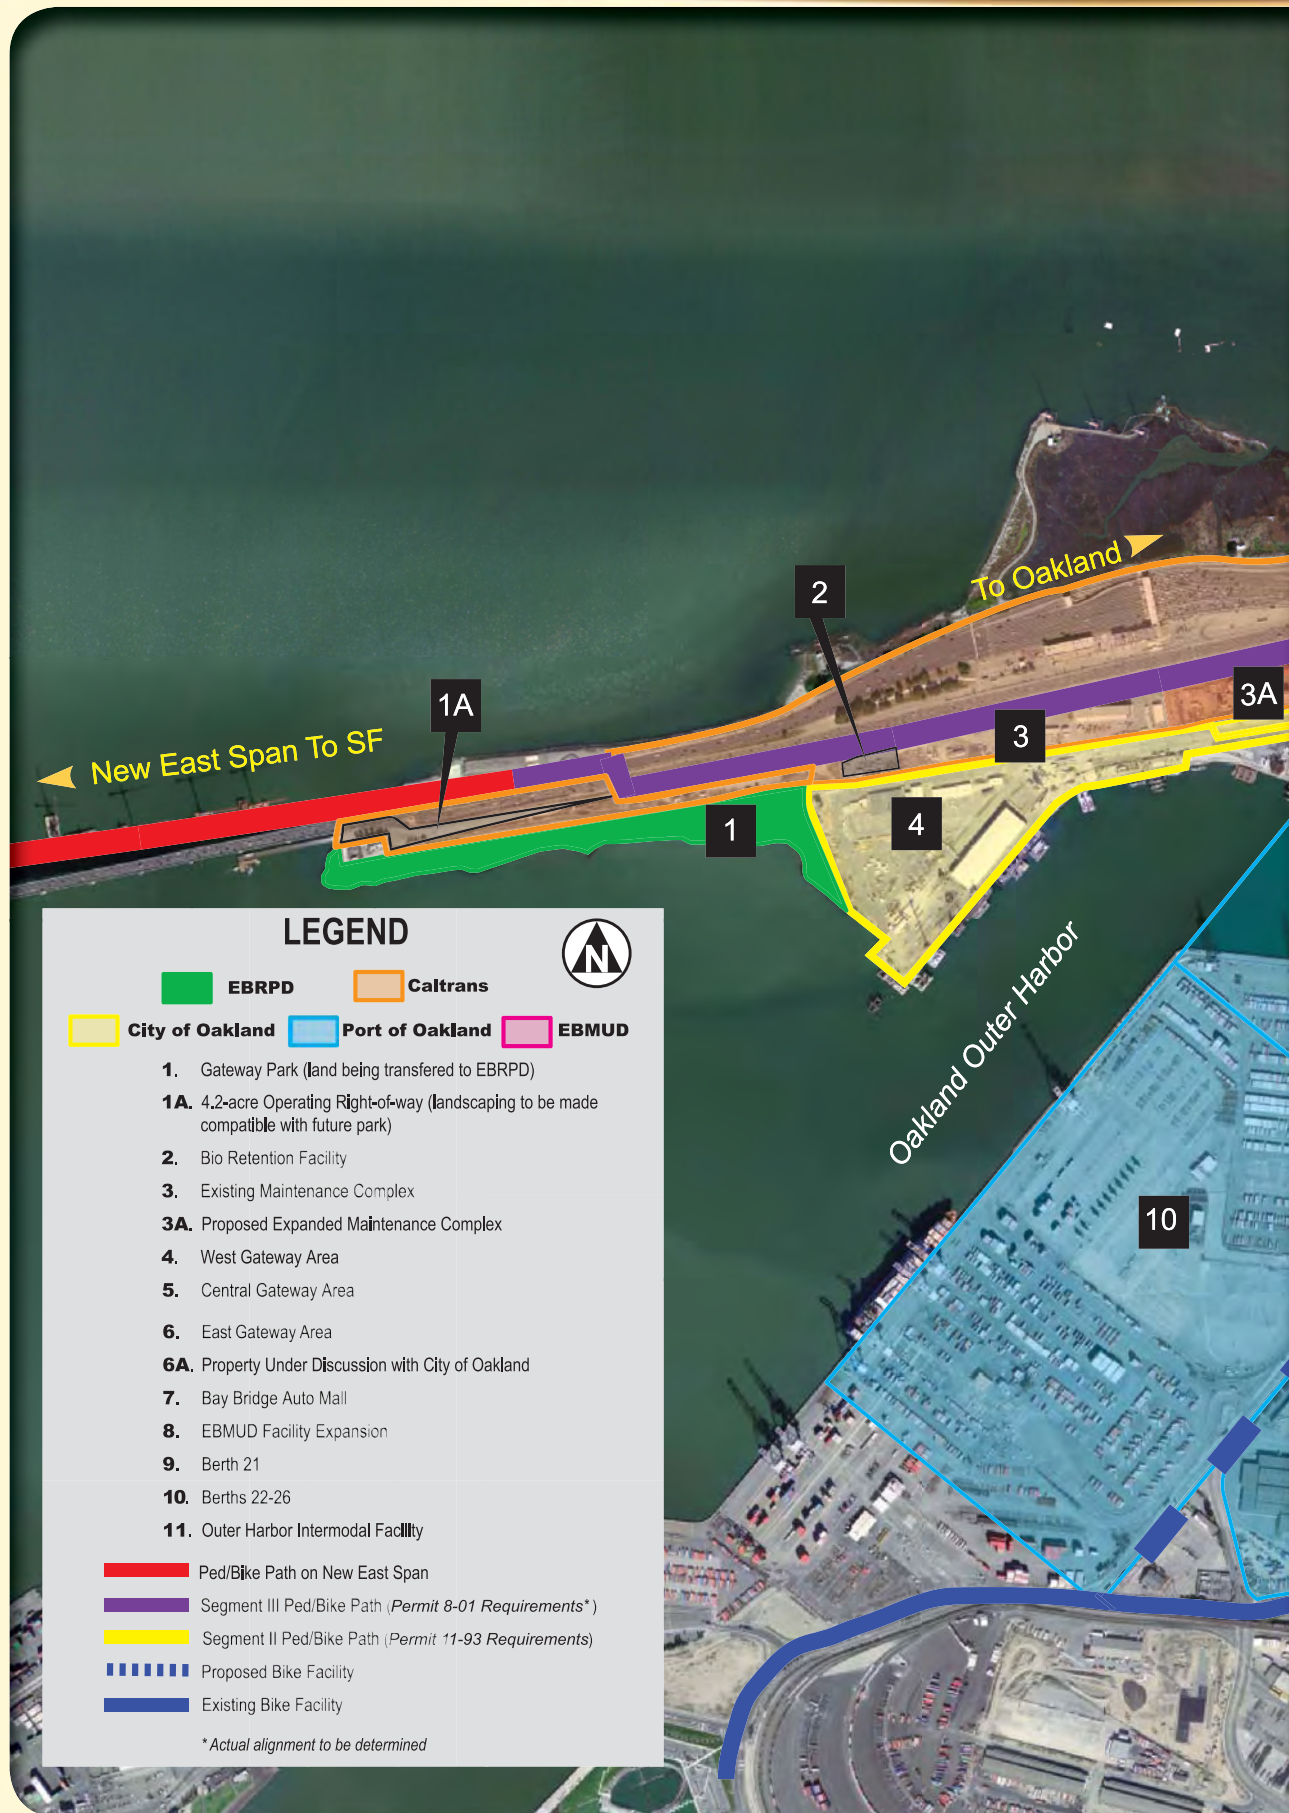 To Oakland
2
1A
3A
New East Span To SF
3
1
4
Oakland Outer Harbor
10
LEGEND
N
EBRPD
Caltrans
City of Oakland
Port of Oakland
EBMUD
1. Gateway Park (land being transfered to EBRPD)
1A. 4.2-acre Operating Right-of-way (landscaping to be made
compatible with future park)
2. Bio Retention Facility
3. Existing Maintenance Complex
3A. Proposed Expanded Maintenance Complex
4. West Gateway Area
5. Central Gateway Area
6. East Gateway Area
6A. Property Under Discussion with City of Oakland
7. Bay Bridge Auto Mall
8. EBMUD Facility Expansion
9. Berth 21
10. Berths 22-26
11. Outer Harbor Intermodal Facility
Ped/Bike Path on New East Span
Segment III Ped/Bike Path (Permit 8-01 Requirements*)
Segment II Ped/Bike Path (Permit 11-93 Requirements)
Proposed Bike Facility
Existing Bike Facility
* Actual alignment to be determined